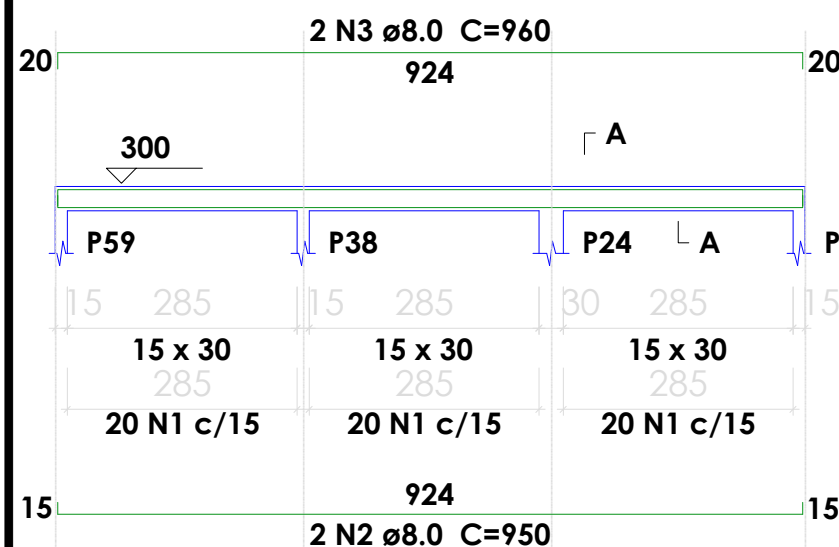 2 N3 ø8.0 C=960
20 924 20
300
A
P59 P38 P24 A P
15 285 15 285 30 285 15
15 x 30 15 x 30 15 x 30
285 285 285
20 N1 c/15 20 N1 c/15 20 N1 c/15
15 924 15
2 N2 ø8.0 C=950